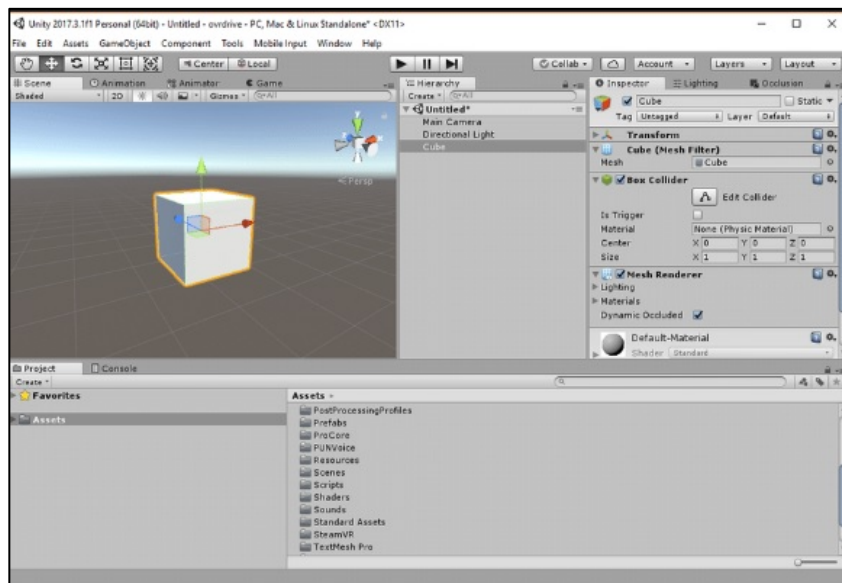 Unity 2017.3.1f1 Personal (64bit) - Untitled - ovrdrive - PC, Mac & Linux Standalone* <DX11>
File Edit Assets GameObject Component Tools Mobile Input Window Help
Center Local Collab Account Layers Layout
Scene Animation Animator Game
Shaded 2D Gizmos All
Persp
Hierarchy
Create All
Untitled*
Main Camera
Directional Light
Cube
Inspector Lighting Occlusion
Cube Static
Tag Untagged Layer Default
Transform
Cube (Mesh Filter)
Mesh Cube
Box Collider
Edit Collider
Is Trigger
Material None (Physic Material)
Center X 0 Y 0 Z 0
Size X 1 Y 1 Z 1
Mesh Renderer
Lighting
Materials
Dynamic Occluded
Default-Material
Shader Standard
Project Console
Create
Favorites
Assets
Assets
PostProcessingProfiles
Prefabs
ProCore
PUNVoice
Resources
Scenes
Scripts
Shaders
Sounds
Standard Assets
SteamVR
TextMesh Pro